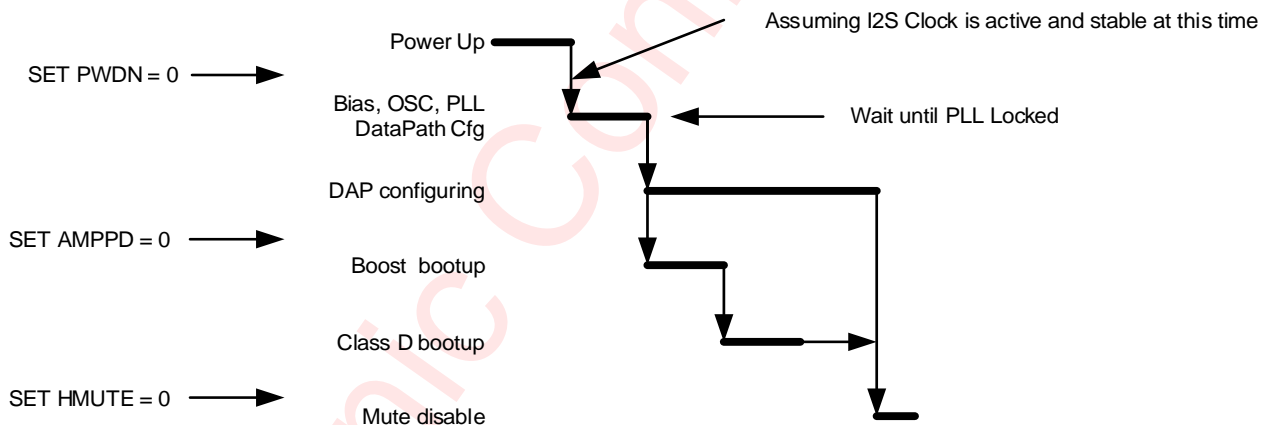 Assuming I2S Clock is active and stable at this time
Power Up
SET PWDN = 0
Bias, OSC, PLL
DataPath Cfg
Wait until PLL Locked
DAP configuring
SET AMPPD = 0
Boost bootup
Class D bootup
SET HMUTE = 0
Mute disable
nic Con